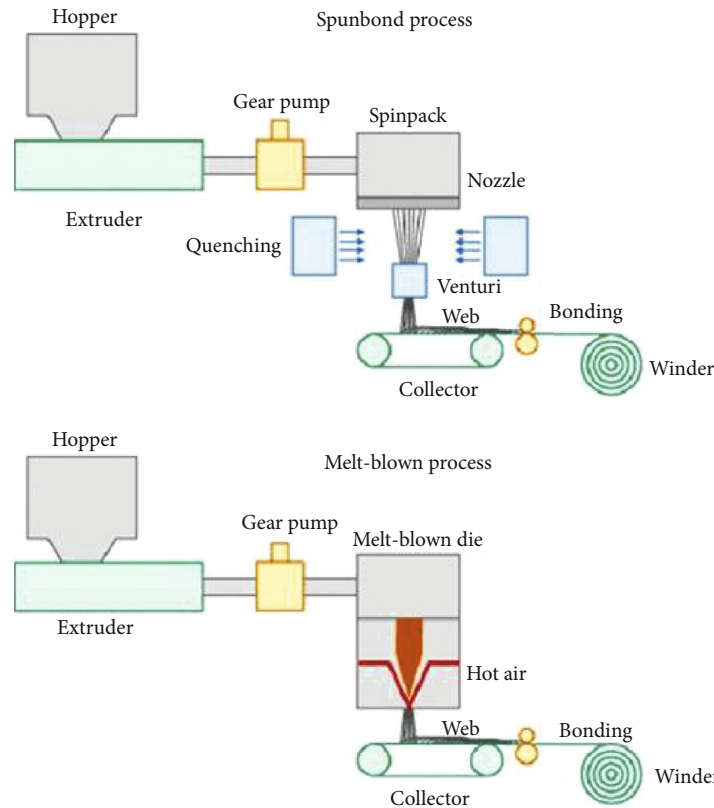 Hopper
Spunbond process
Gear pump
Spinpack
Nozzle
Extruder
Quenching
Venturi
Web
Bonding
Collector
Winder
Hopper
Melt-blown process
Gear pump
Melt-blown die
Extruder
Hot air
Web
Bonding
Collector
Winder